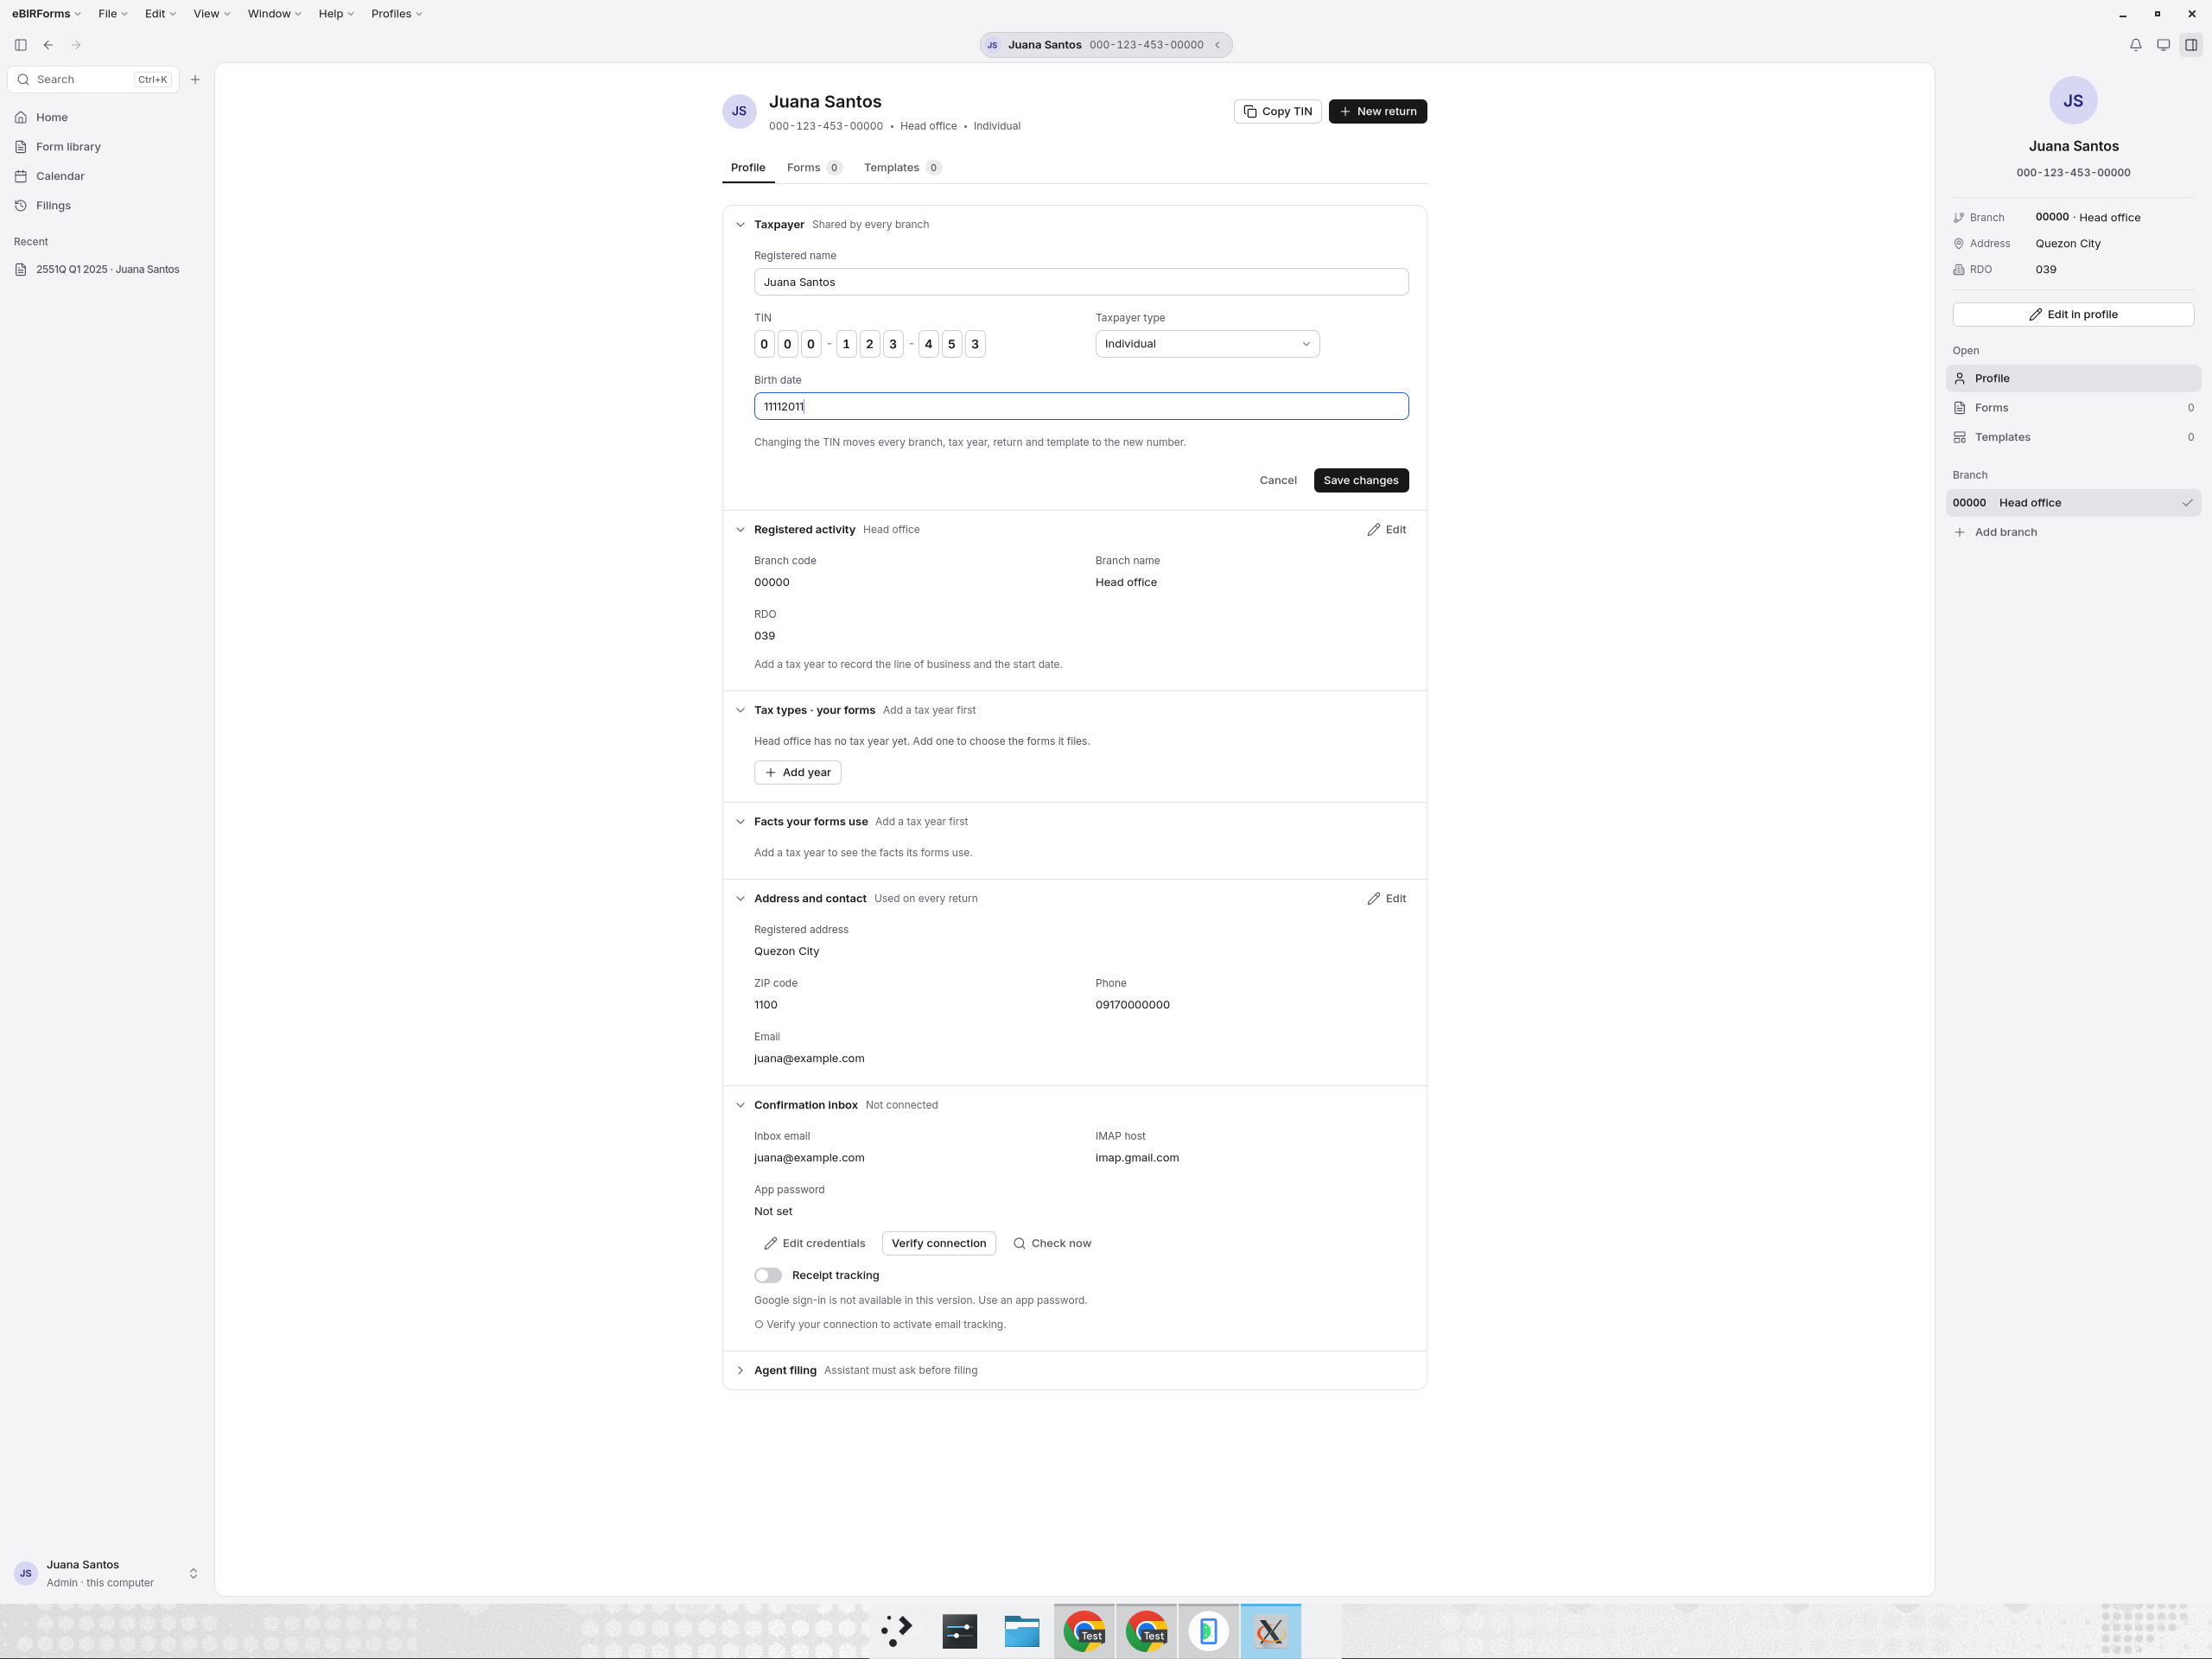 eBIRForms File Edit View Window Help Profiles
JS Juana Santos 000-123-453-00000
Search Ctrl+K
Home
Form library
Calendar
Filings
Recent
2551Q Q1 2025 · Juana Santos
JS Juana Santos
Admin · this computer
JS Juana Santos
000-123-453-00000 • Head office • Individual
Copy TIN
New return
Profile Forms 0 Templates 0
Taxpayer Shared by every branch
Registered name
Juana Santos
TIN Taxpayer type
0 0 0 - 1 2 3 - 4 5 3 Individual
Birth date
11112011
Changing the TIN moves every branch, tax year, return and template to the new number.
Cancel Save changes
Registered activity Head office Edit
Branch code Branch name
00000 Head office
RDO
039
Add a tax year to record the line of business and the start date.
Tax types · your forms Add a tax year first
Head office has no tax year yet. Add one to choose the forms it files.
Add year
Facts your forms use Add a tax year first
Add a tax year to see the facts its forms use.
Address and contact Used on every return Edit
Registered address
Quezon City
ZIP code Phone
1100 09170000000
Email
juana@example.com
Confirmation inbox Not connected
Inbox email IMAP host
juana@example.com imap.gmail.com
App password
Not set
Edit credentials Verify connection Check now
Receipt tracking
Google sign-in is not available in this version. Use an app password.
Verify your connection to activate email tracking.
Agent filing Assistant must ask before filing
JS
Juana Santos
000-123-453-00000
Branch 00000 · Head office
Address Quezon City
RDO 039
Edit in profile
Open
Profile
Forms 0
Templates 0
Branch
00000 Head office
Add branch
Test Test